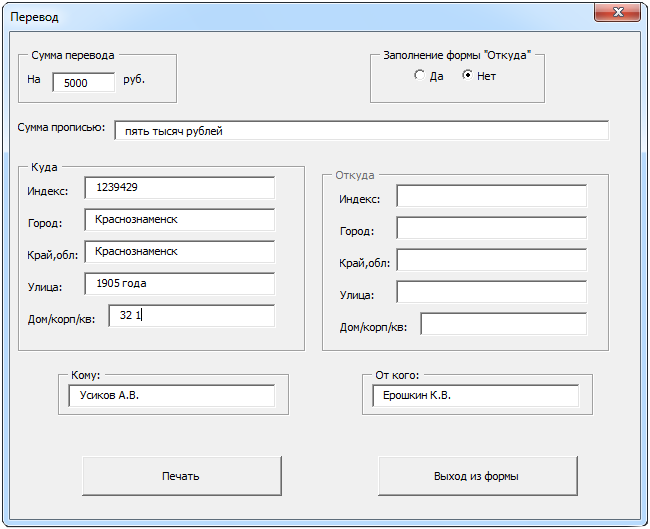 Перевод
Сумма перевода
На 5000 руб.
Заполнение формы "Откуда"
Да Нет
Сумма прописью: пять тысяч рублей
Куда
Индекс: 1239429
Город: Краснознаменск
Край,обл: Краснознаменск
Улица: 1905 года
Дом/корп/кв: 32 1
Откуда
Индекс:
Город:
Край,обл:
Улица:
Дом/корп/кв:
Кому:
Усиков А.В.
От кого:
Ерошкин К.В.
Печать
Выход из формы